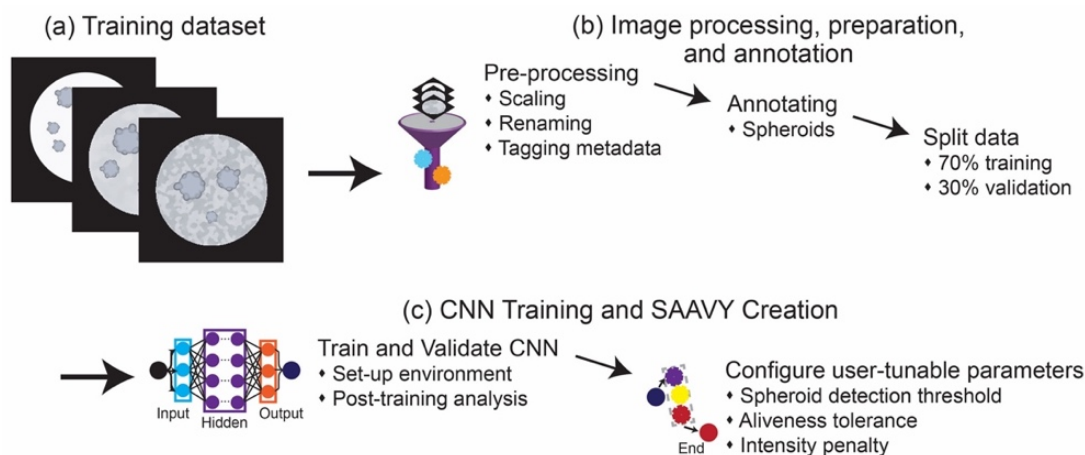 (a) Training dataset
(b) Image processing, preparation,
and annotation
Pre-processing
♦ Scaling
♦ Renaming
♦ Tagging metadata
Annotating
♦ Spheroids
Split data
♦ 70% training
♦ 30% validation
(c) CNN Training and SAAVY Creation
Input
Hidden
Output
Train and Validate CNN
♦ Set-up environment
♦ Post-training analysis
End
Configure user-tunable parameters
♦ Spheroid detection threshold
♦ Aliveness tolerance
♦ Intensity penalty